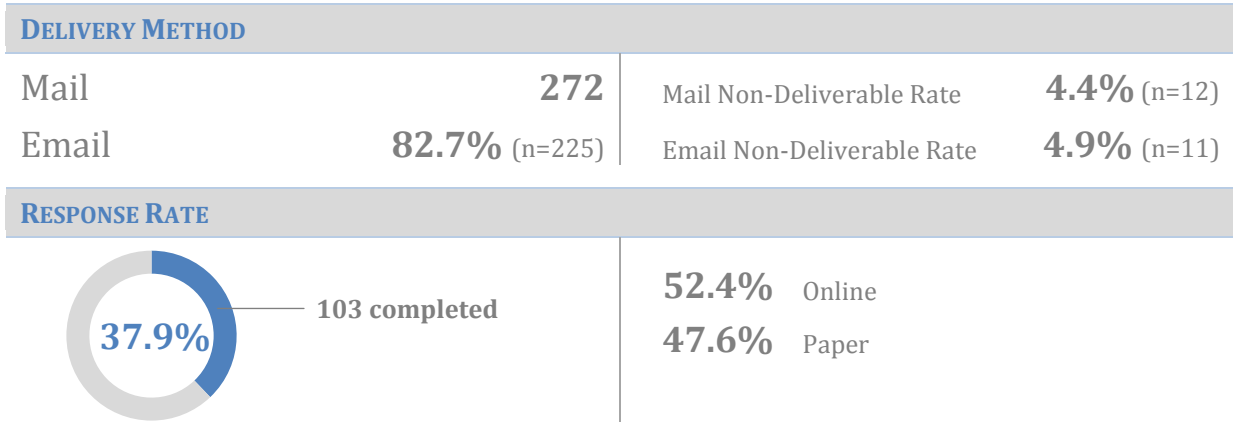 DELIVERY METHOD
Mail 272
Email 82.7% (n=225)
Mail Non-Deliverable Rate 4.4% (n=12)
Email Non-Deliverable Rate 4.9% (n=11)
RESPONSE RATE
37.9%
103 completed
52.4% Online
47.6% Paper